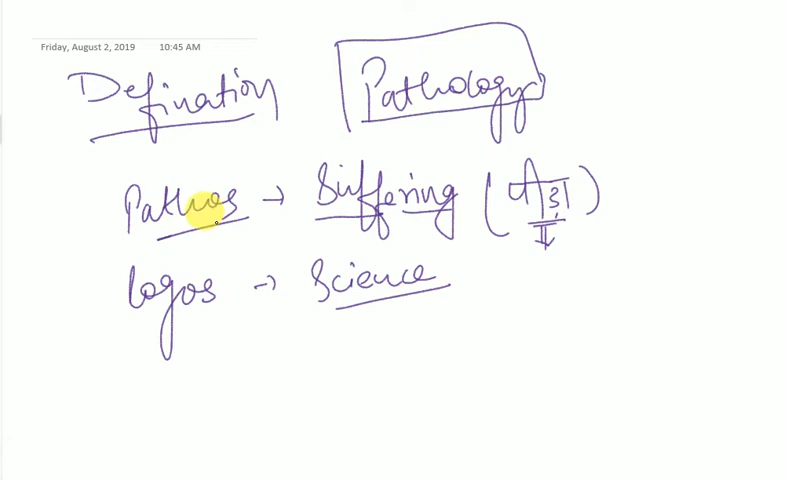 Friday, August 2, 2019 10:45 AM
Defination Pathology
Pathos → Suffering
Logos → Science